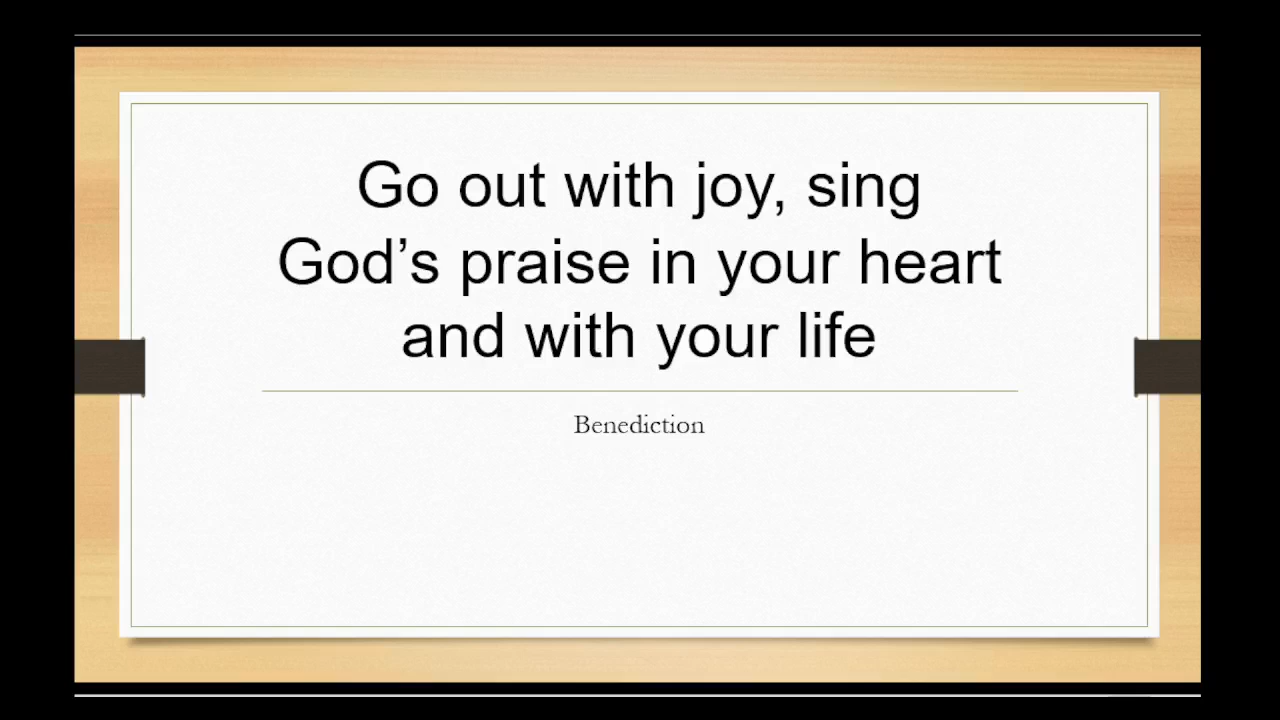 Go out with joy, sing
God’s praise in your heart
and with your life
Benediction